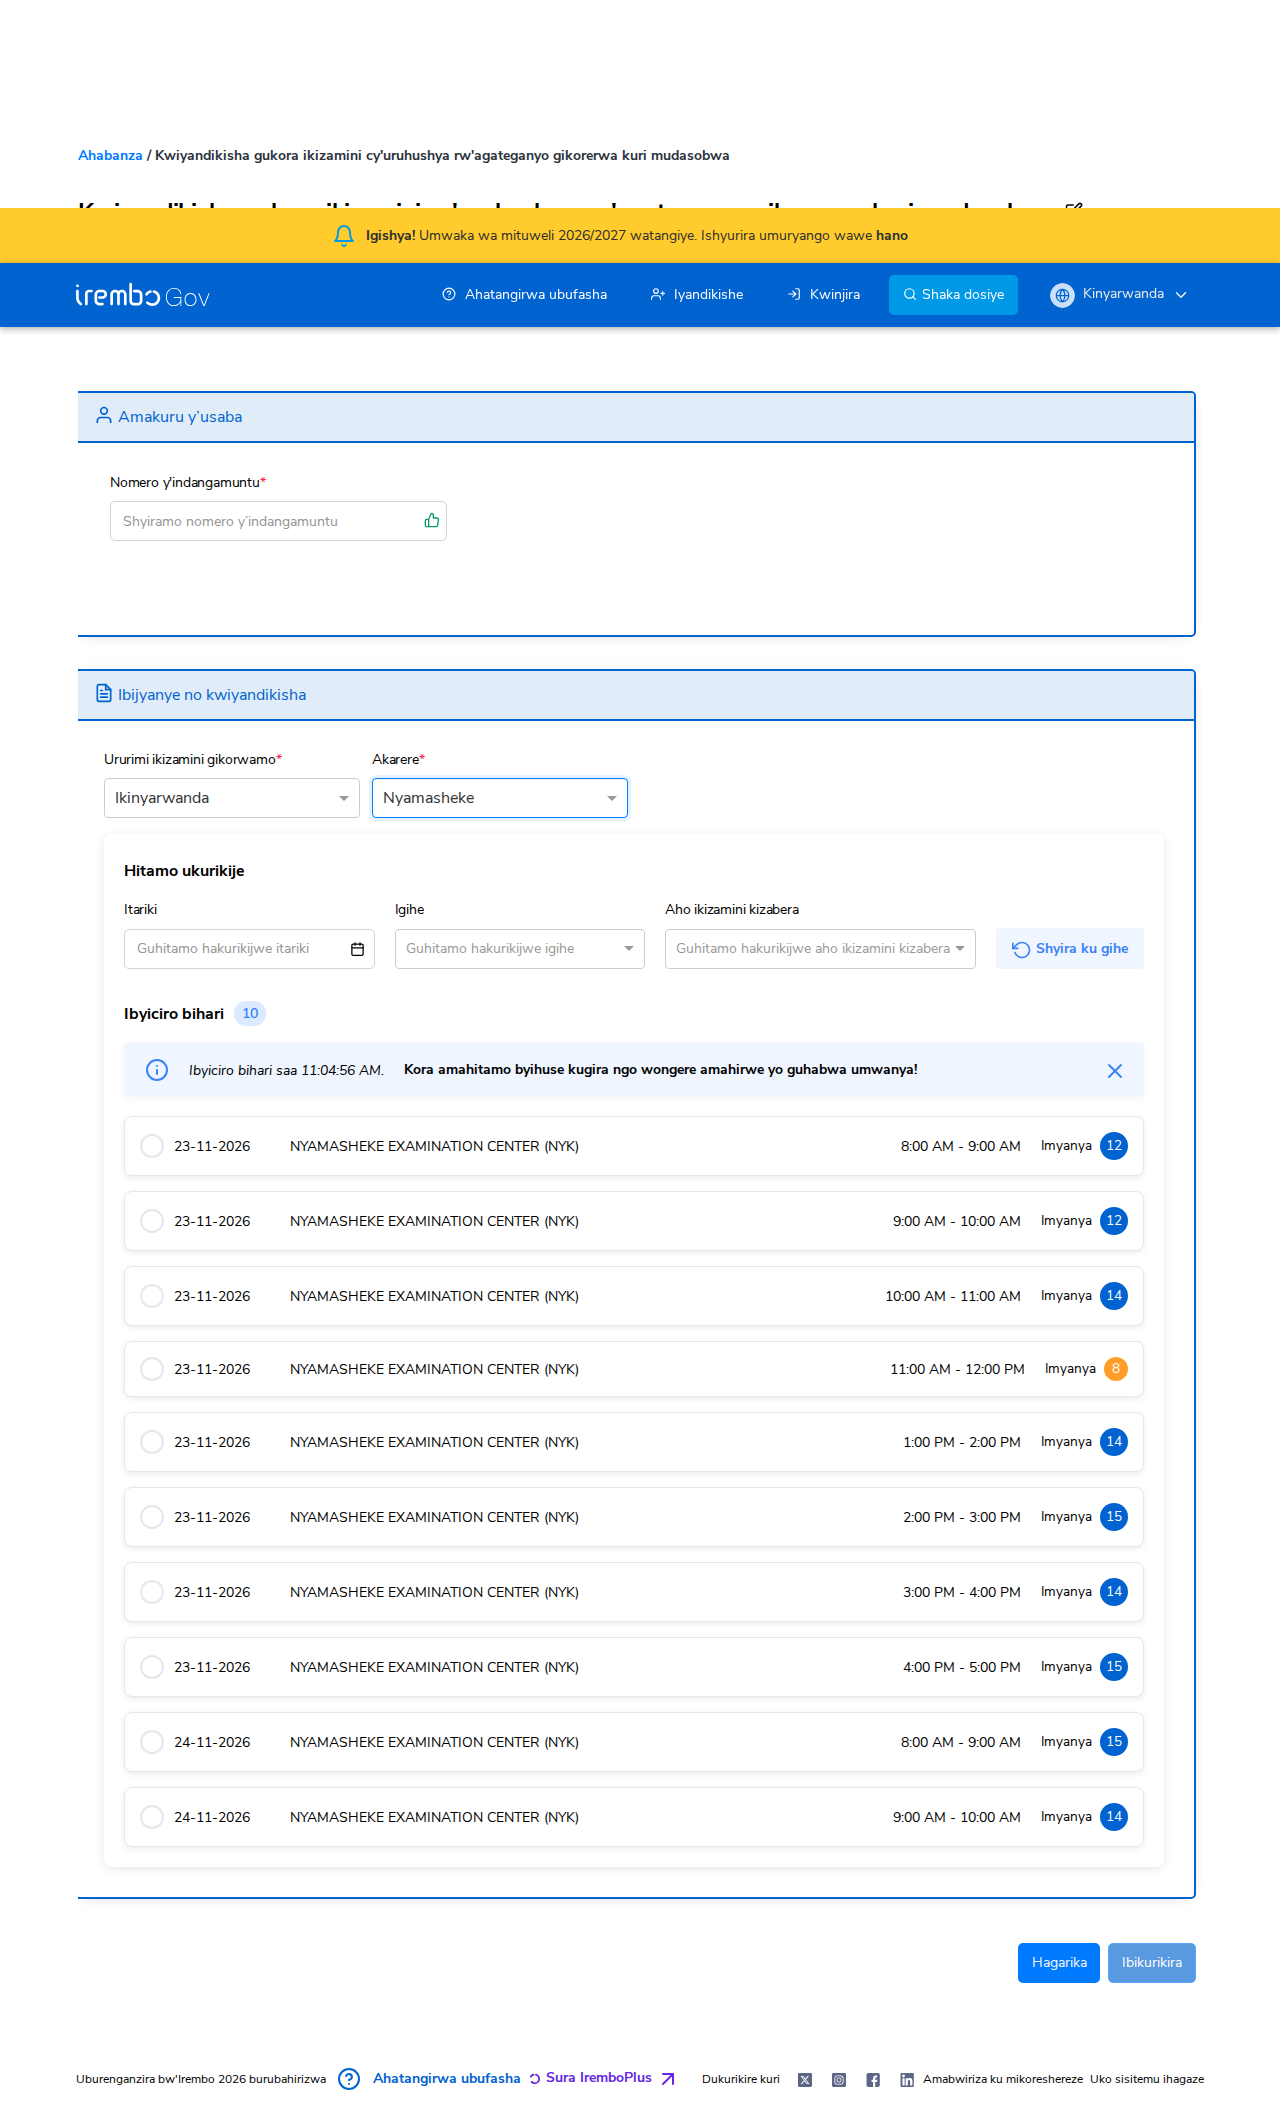 Ahabanza / Kwiyandikisha gukora ikizamini cy'uruhushya rw'agateganyo gikorerwa kuri mudasobwa
Igishya! Umwaka wa mituweli 2026/2027 watangiye. Ishyurira umuryango wawe hano
irembo Gov
Ahatangirwa ubufasha
Iyandikishe
Kwinjira
Shaka dosiye
Kinyarwanda
Amakuru y’usaba
Nomero y'indangamuntu*
Shyiramo nomero y’indangamuntu
Ibijyanye no kwiyandikisha
Ururimi ikizamini gikorwamo* Akarere*
Ikinyarwanda Nyamasheke
Hitamo ukurikije
Itariki Igihe Aho ikizamini kizabera
Guhitamo hakurikijwe itariki Guhitamo hakurikijwe igihe Guhitamo hakurikijwe aho ikizamini kizabera Shyira ku gihe
Ibyiciro bihari 10
Ibyiciro bihari saa 11:04:56 AM. Kora amahitamo byihuse kugira ngo wongere amahirwe yo guhabwa umwanya!
23-11-2026 NYAMASHEKE EXAMINATION CENTER (NYK) 8:00 AM - 9:00 AM Imyanya 12
23-11-2026 NYAMASHEKE EXAMINATION CENTER (NYK) 9:00 AM - 10:00 AM Imyanya 12
23-11-2026 NYAMASHEKE EXAMINATION CENTER (NYK) 10:00 AM - 11:00 AM Imyanya 14
23-11-2026 NYAMASHEKE EXAMINATION CENTER (NYK) 11:00 AM - 12:00 PM Imyanya 8
23-11-2026 NYAMASHEKE EXAMINATION CENTER (NYK) 1:00 PM - 2:00 PM Imyanya 14
23-11-2026 NYAMASHEKE EXAMINATION CENTER (NYK) 2:00 PM - 3:00 PM Imyanya 15
23-11-2026 NYAMASHEKE EXAMINATION CENTER (NYK) 3:00 PM - 4:00 PM Imyanya 14
23-11-2026 NYAMASHEKE EXAMINATION CENTER (NYK) 4:00 PM - 5:00 PM Imyanya 15
24-11-2026 NYAMASHEKE EXAMINATION CENTER (NYK) 8:00 AM - 9:00 AM Imyanya 15
24-11-2026 NYAMASHEKE EXAMINATION CENTER (NYK) 9:00 AM - 10:00 AM Imyanya 14
Hagarika Ibikurikira
Uburenganzira bw'Irembo 2026 burubahirizwa Ahatangirwa ubufasha Sura IremboPlus Dukurikire kuri Amabwiriza ku mikoreshereze Uko sisitemu ihagaze